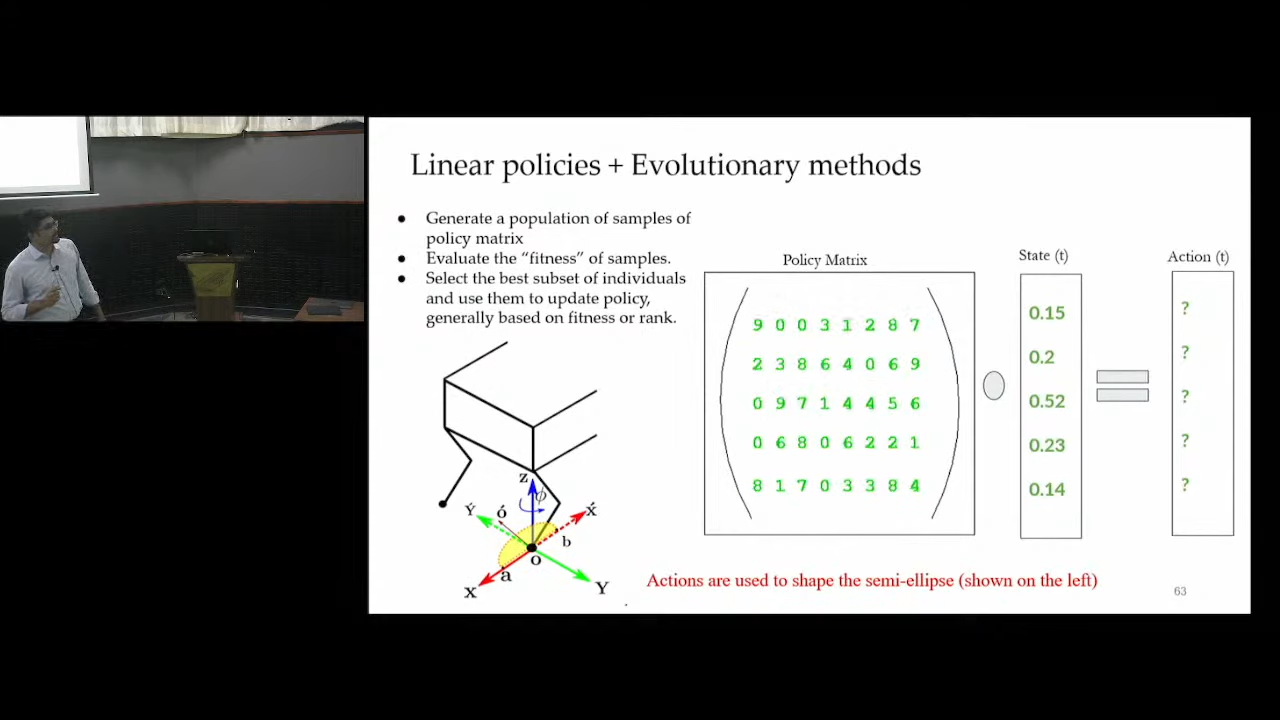 Linear policies + Evolutionary methods
● Generate a population of samples of
policy matrix
● Evaluate the “fitness” of samples.
● Select the best subset of individuals
and use them to update policy,
generally based on fitness or rank.
Policy Matrix
9 0 0 3 1 2 8 7
2 3 8 6 4 0 6 9
0 9 7 1 4 4 5 6
0 6 8 0 6 2 2 1
8 1 7 0 3 3 8 4
State (t)
0.15
0.2
0.52
0.23
0.14
Action (t)
?
?
?
?
?
Z
ϕ
Ý
ó
X́
b
o
a
X
Y
Actions are used to shape the semi-ellipse (shown on the left)
63